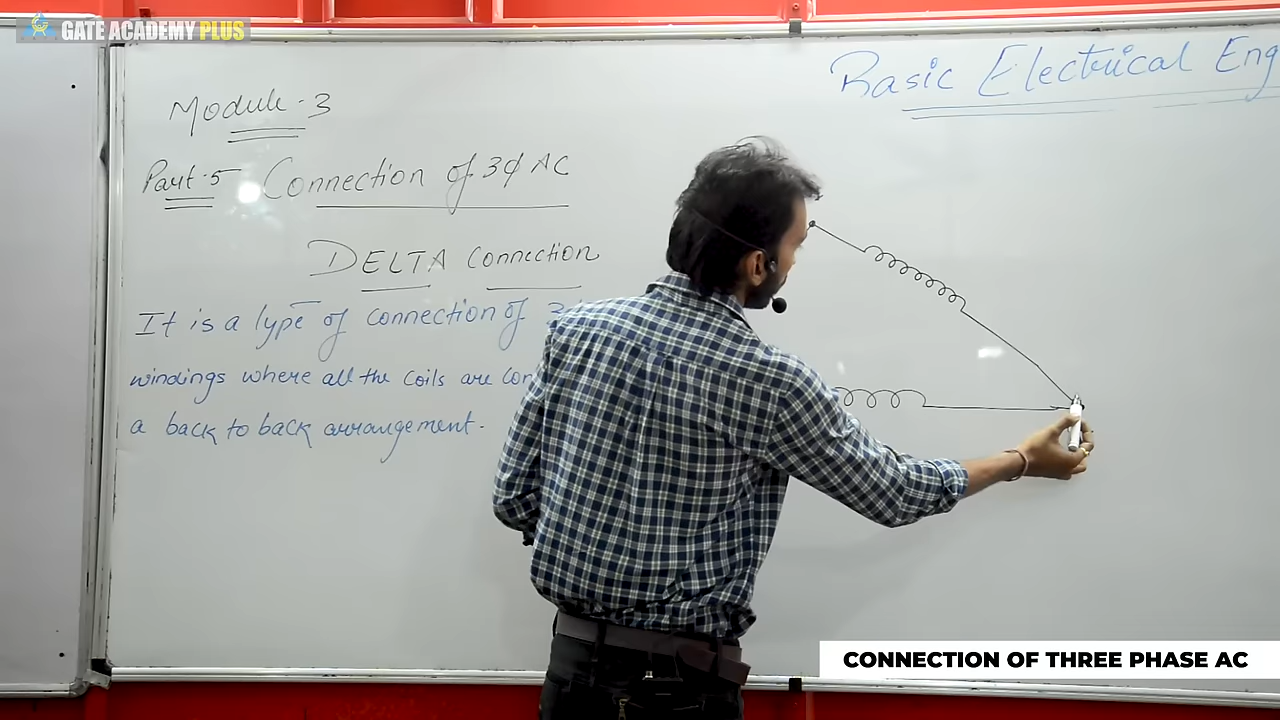 GATE ACADEMY PLUS
Basic Electrical Eng
Module-3
Part-5 Connection of 3φ AC
DELTA Connection
It is a type of connection of
windings where all the coils are con
a back to back arrangement.
CONNECTION OF THREE PHASE AC